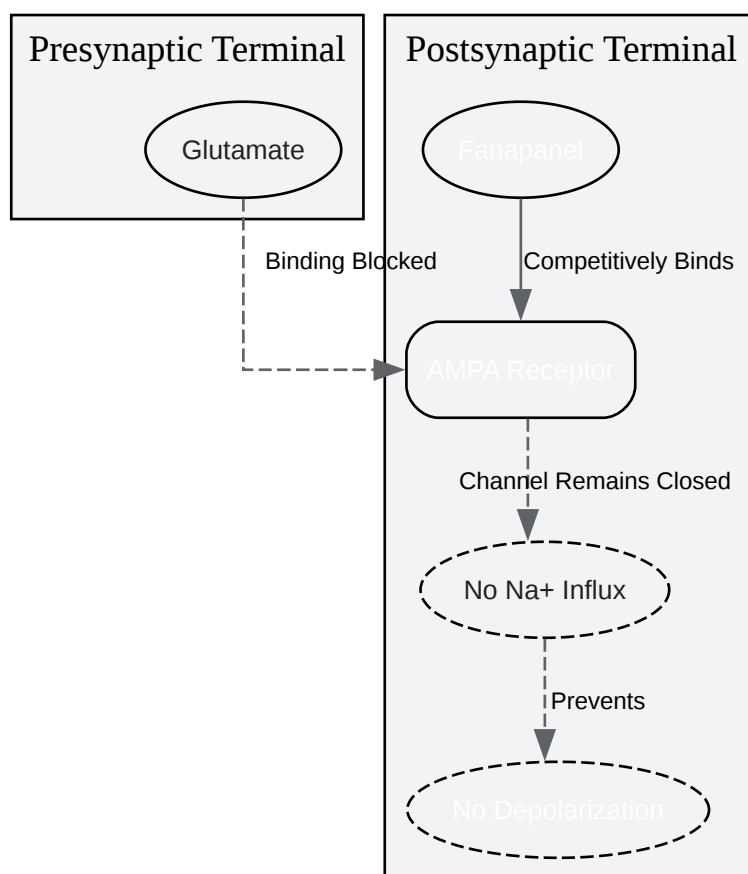 Presynaptic Terminal
Postsynaptic Terminal
Glutamate
Fanapanel
Binding Blocked
Competitively Binds
AMPA Receptor
Channel Remains Closed
No Na+ Influx
Prevents
No Depolarization